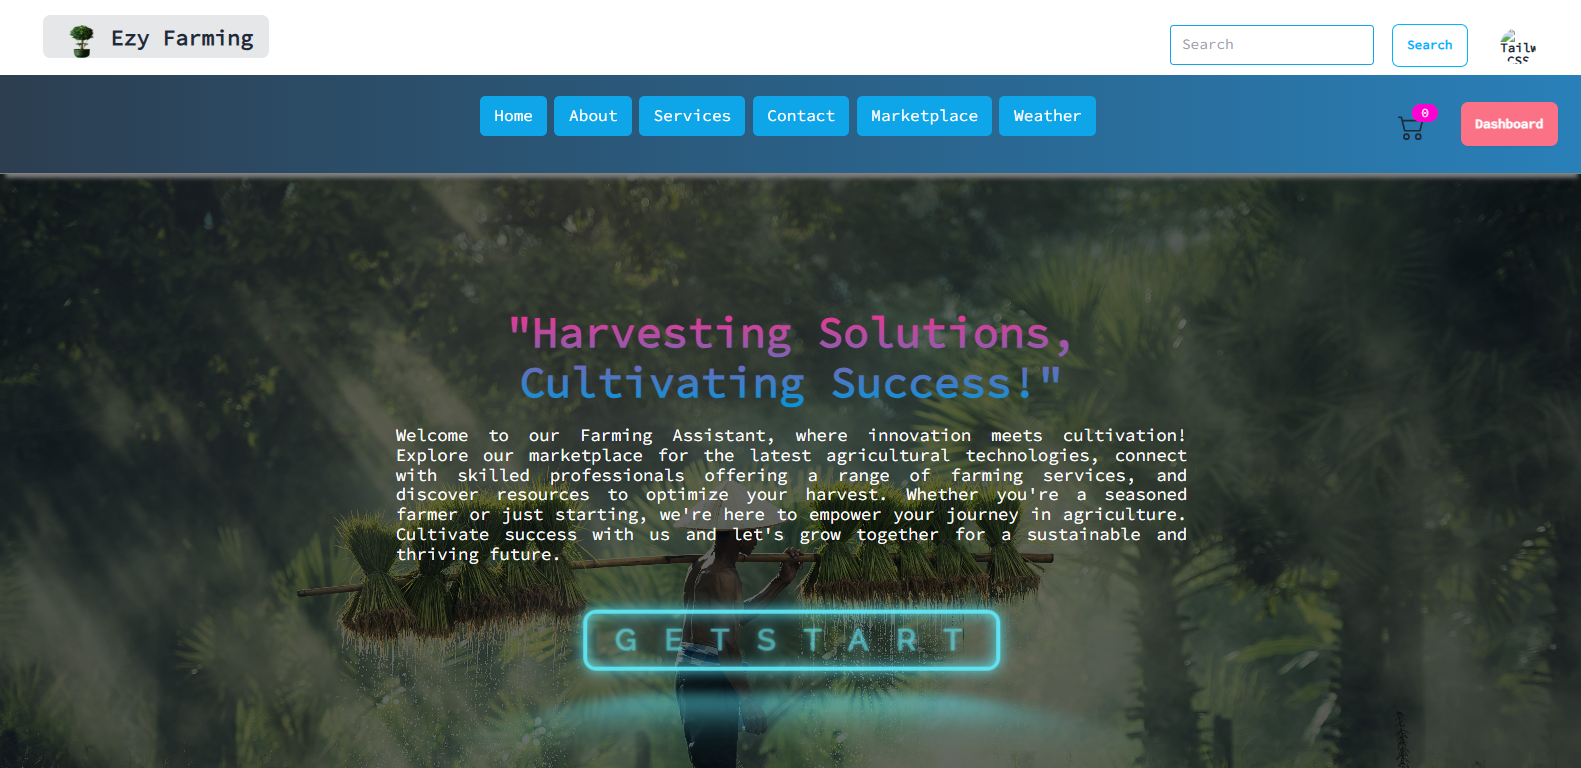 Ezy Farming
Search
Search
Tailw
CSS
Home
About
Services
Contact
Marketplace
Weather
0
Dashboard
"Harvesting Solutions,
Cultivating Success!"
Welcome to our Farming Assistant, where innovation meets cultivation!
Explore our marketplace for the latest agricultural technologies, connect
with skilled professionals offering a range of farming services, and
discover resources to optimize your harvest. Whether you're a seasoned
farmer or just starting, we're here to empower your journey in agriculture.
Cultivate success with us and let's grow together for a sustainable and
thriving future.
GETSTART